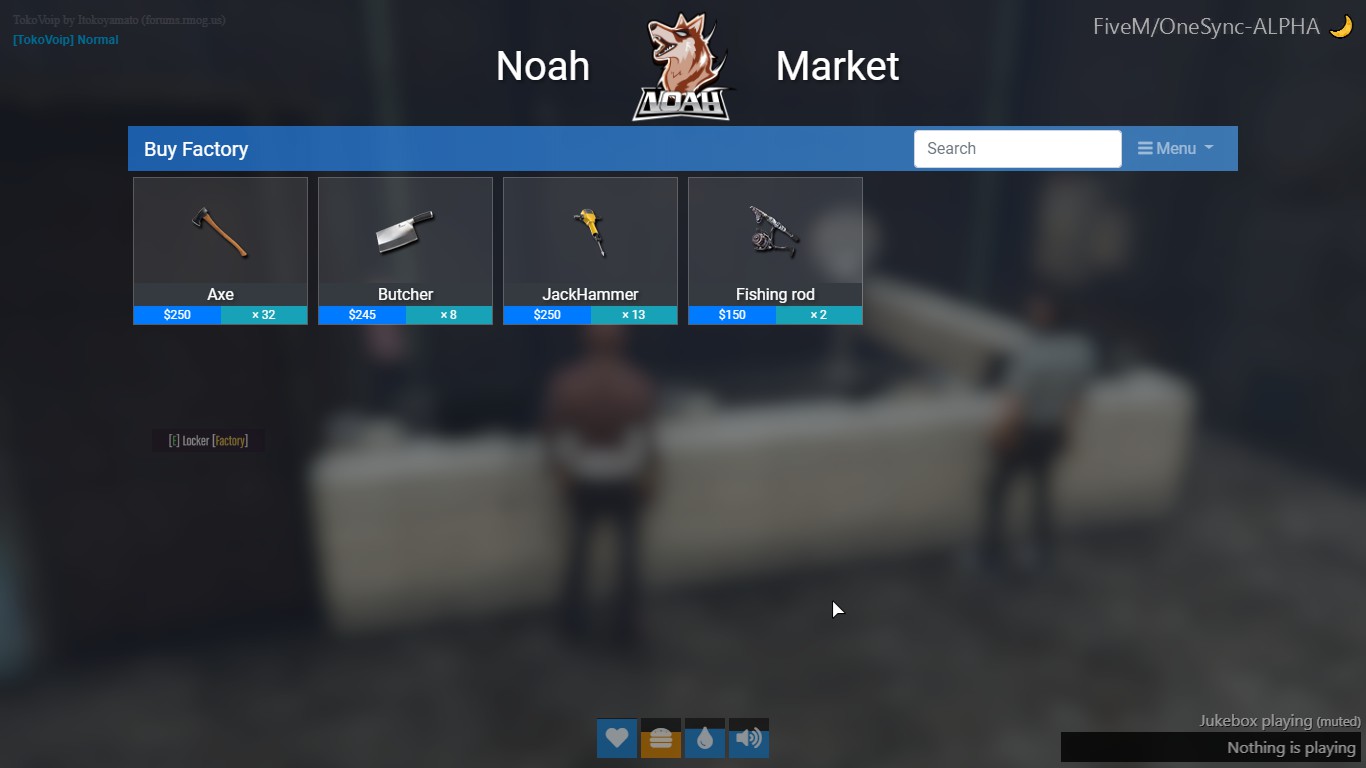 TokoVoip by Itokoyamato (forums.rmog.us)
[TokoVoip] Normal
FiveM/OneSync-ALPHA 🌙
Noah
NOAH
Market
Buy Factory
Search
Menu
Axe
$250
× 32
Butcher
$245
× 8
JackHammer
$250
× 13
Fishing rod
$150
× 2
[E] Locker [Factory]
Jukebox playing (muted)
Nothing is playing